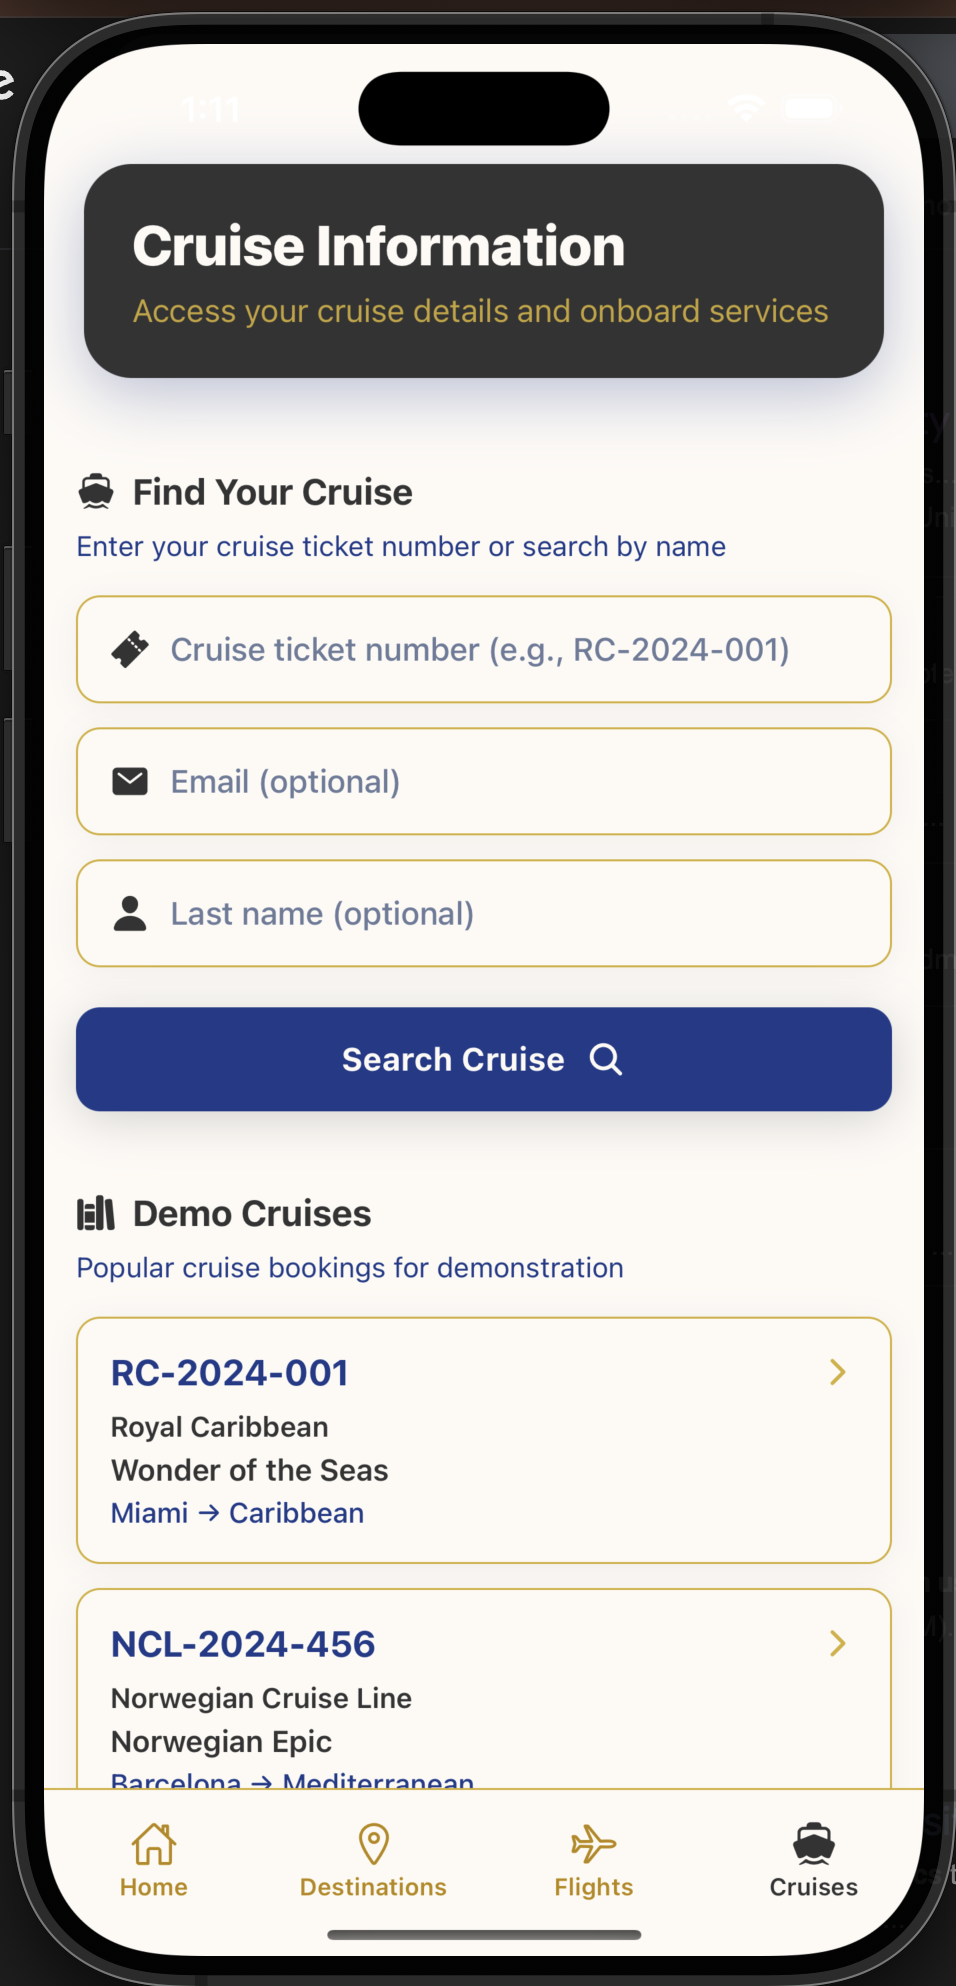 1:11
Cruise Information
Access your cruise details and onboard services
Find Your Cruise
Enter your cruise ticket number or search by name
Cruise ticket number (e.g., RC-2024-001)
Email (optional)
Last name (optional)
Search Cruise
Demo Cruises
Popular cruise bookings for demonstration
RC-2024-001
Royal Caribbean
Wonder of the Seas
Miami → Caribbean
NCL-2024-456
Norwegian Cruise Line
Norwegian Epic
Barcelona → Mediterranean
Home
Destinations
Flights
Cruises